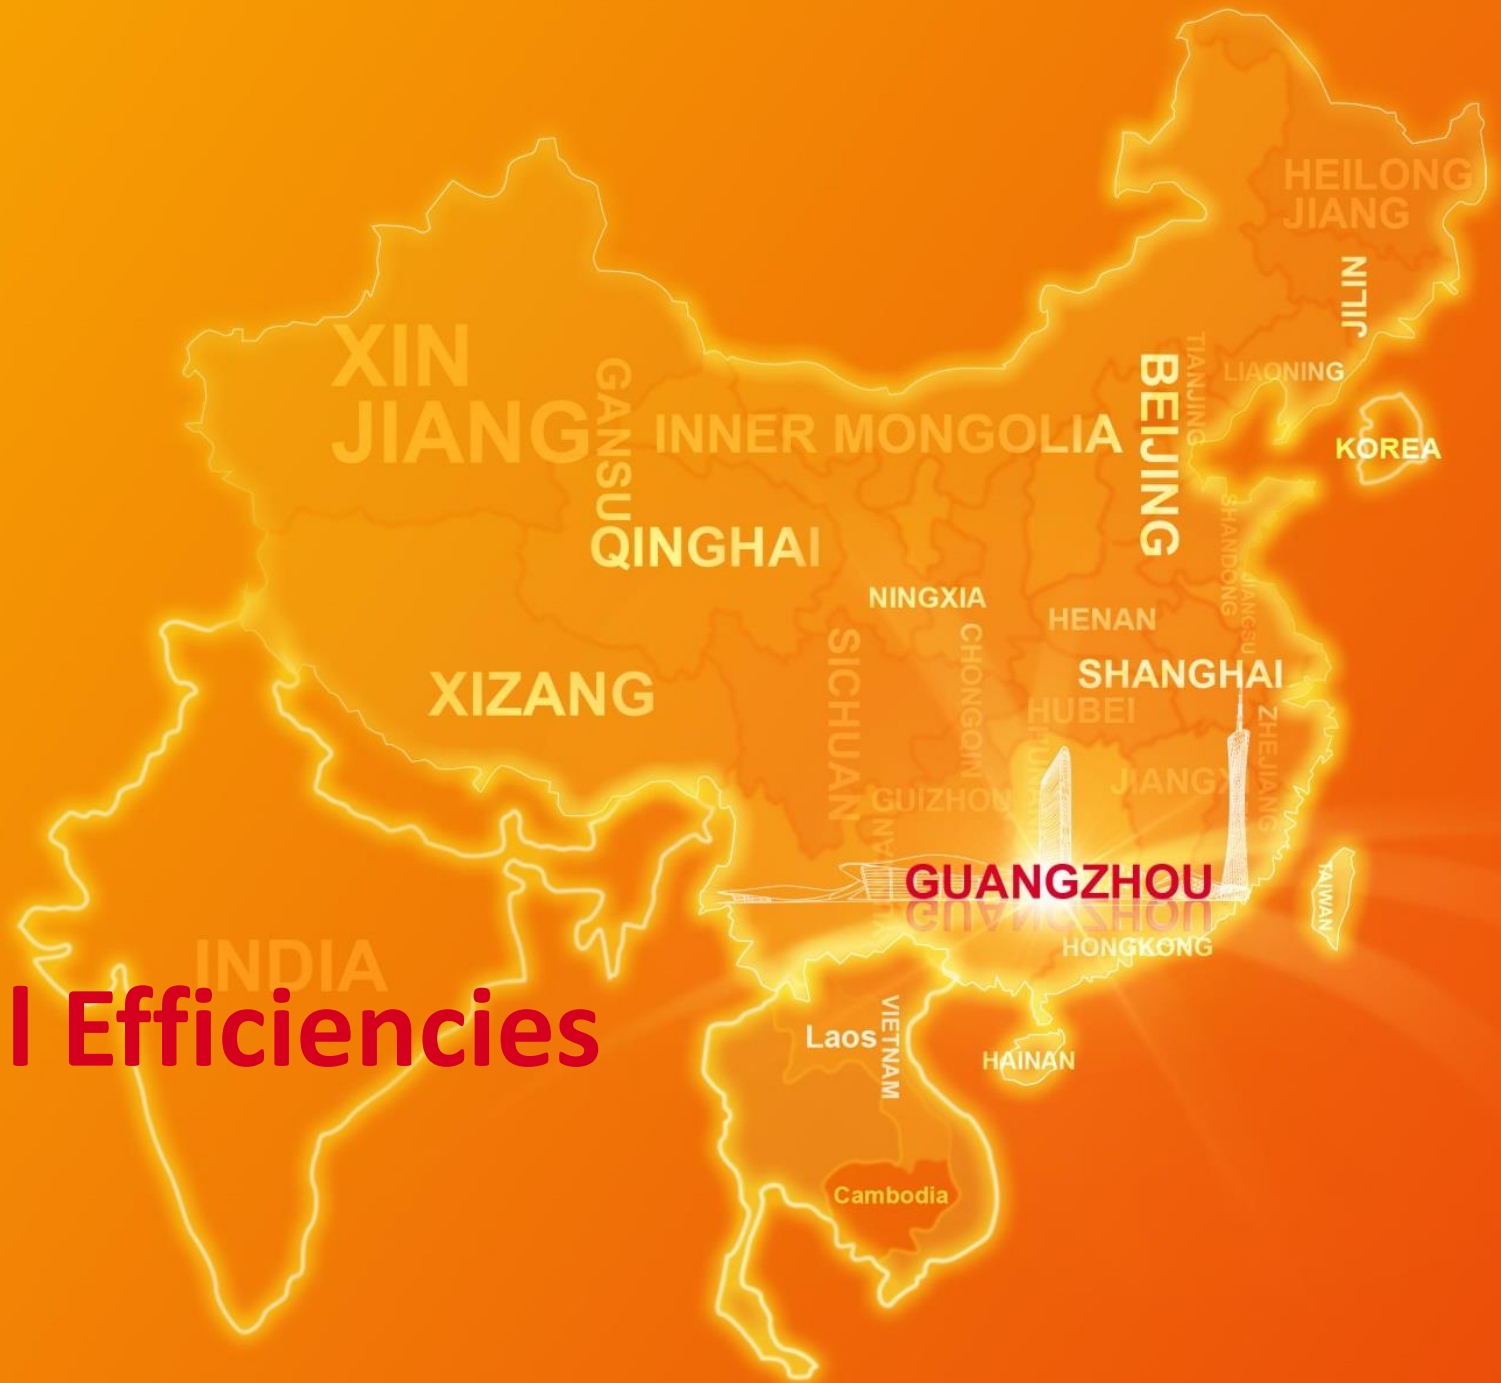 HEILONG
JIANG
JILIN
XIN
JIANG
GANSU
INNER MONGOLIA
BEIJING
TIANJING
LIAONING
KOREA
QINGHAI
SHANDONG
NINGXIA
HENAN
JIANGSU
SICHUAN
CHONGQIN
SHANGHAI
XIZANG
HUBEI
ZHEJIANG
JIANGXI
GUIZHOU
GUANGZHOU
TAIWAN
HONGKONG
INDIA
l Efficiencies
Laos
VIETNAM
HAINAN
Cambodia